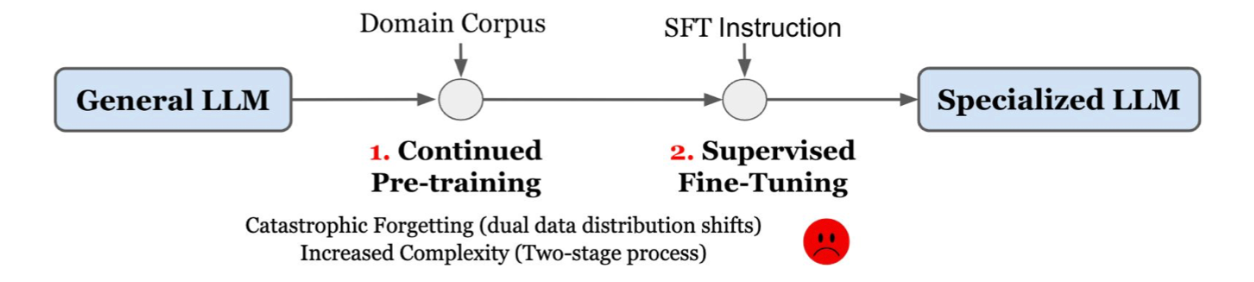 Domain Corpus
SFT Instruction
General LLM
Specialized LLM
1. Continued
Pre-training
2. Supervised
Fine-Tuning
Catastrophic Forgetting (dual data distribution shifts)
Increased Complexity (Two-stage process)